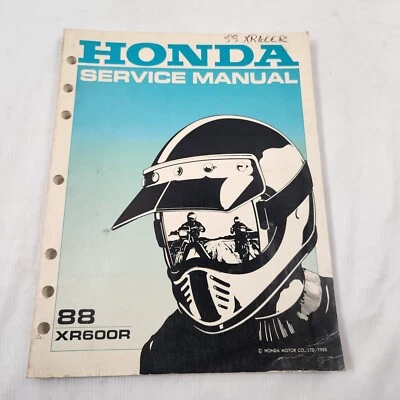 88 XR600R
HONDA
SERVICE MANUAL
88
XR600R
© HONDA MOTOR CO., LTD. 1988